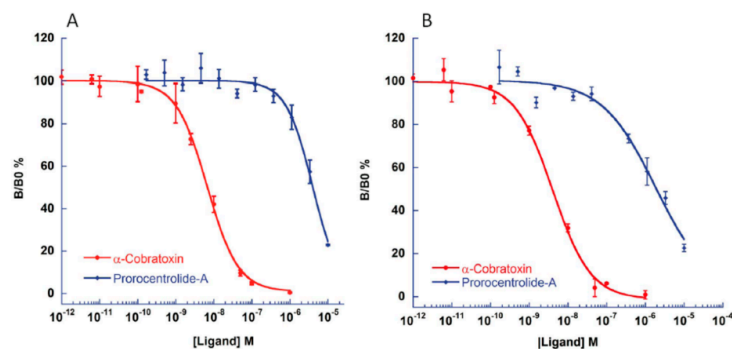 A
B
120
100
80
60
40
20
0
B/B0 %
α-Cobratoxin
Prorocentrolide-A
10-12 10-11 10-10 10-9 10-8 10-7 10-6 10-5
[Ligand] M
120
100
80
60
40
20
0
B/B0 %
α-Cobratoxin
Prorocentrolide-A
10-12 10-11 10-10 10-9 10-8 10-7 10-6 10-5 10-4
|Ligand] M